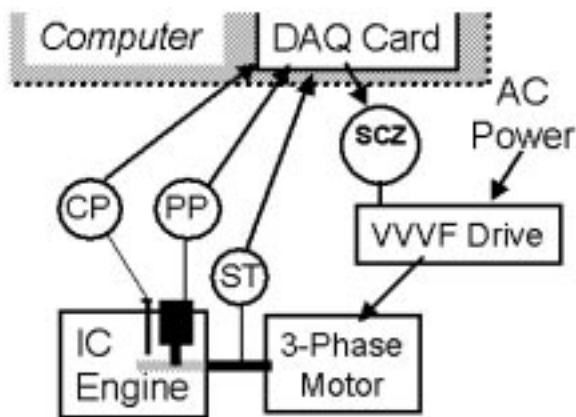 Computer
DAQ Card
AC
Power
scz
CP
PP
VVVF Drive
ST
IC
Engine
3-Phase
Motor